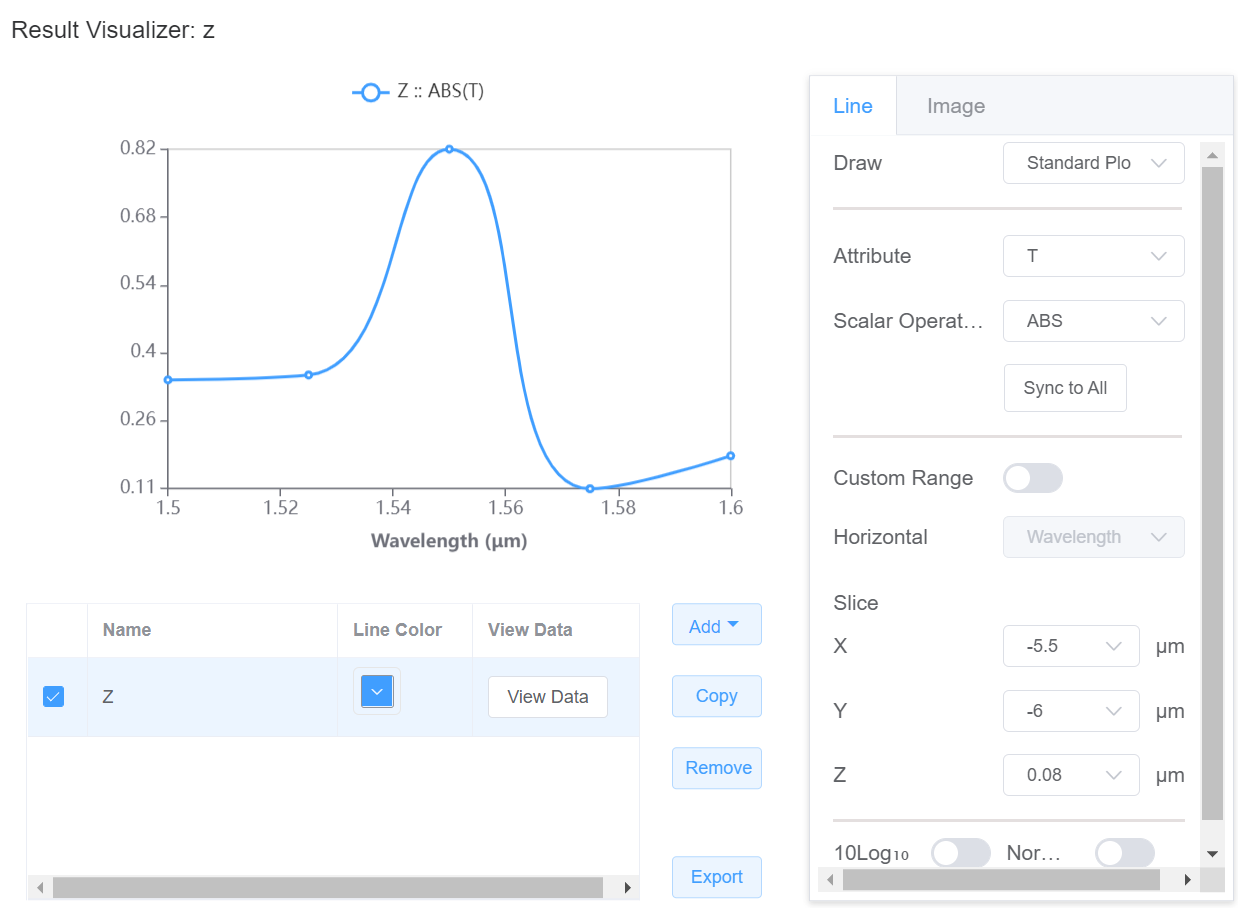 Result Visualizer: z
Z :: ABS(T)
0.82
0.68
0.54
0.4
0.26
0.11
1.5 1.52 1.54 1.56 1.58 1.6
Wavelength (μm)
Name Line Color View Data
Z View Data
Add
Copy
Remove
Export
Line Image
Draw Standard Plo
Attribute T
Scalar Operat... ABS
Sync to All
Custom Range
Horizontal Wavelength
Slice
X -5.5 μm
Y -6 μm
Z 0.08 μm
10Log₁₀ Nor...